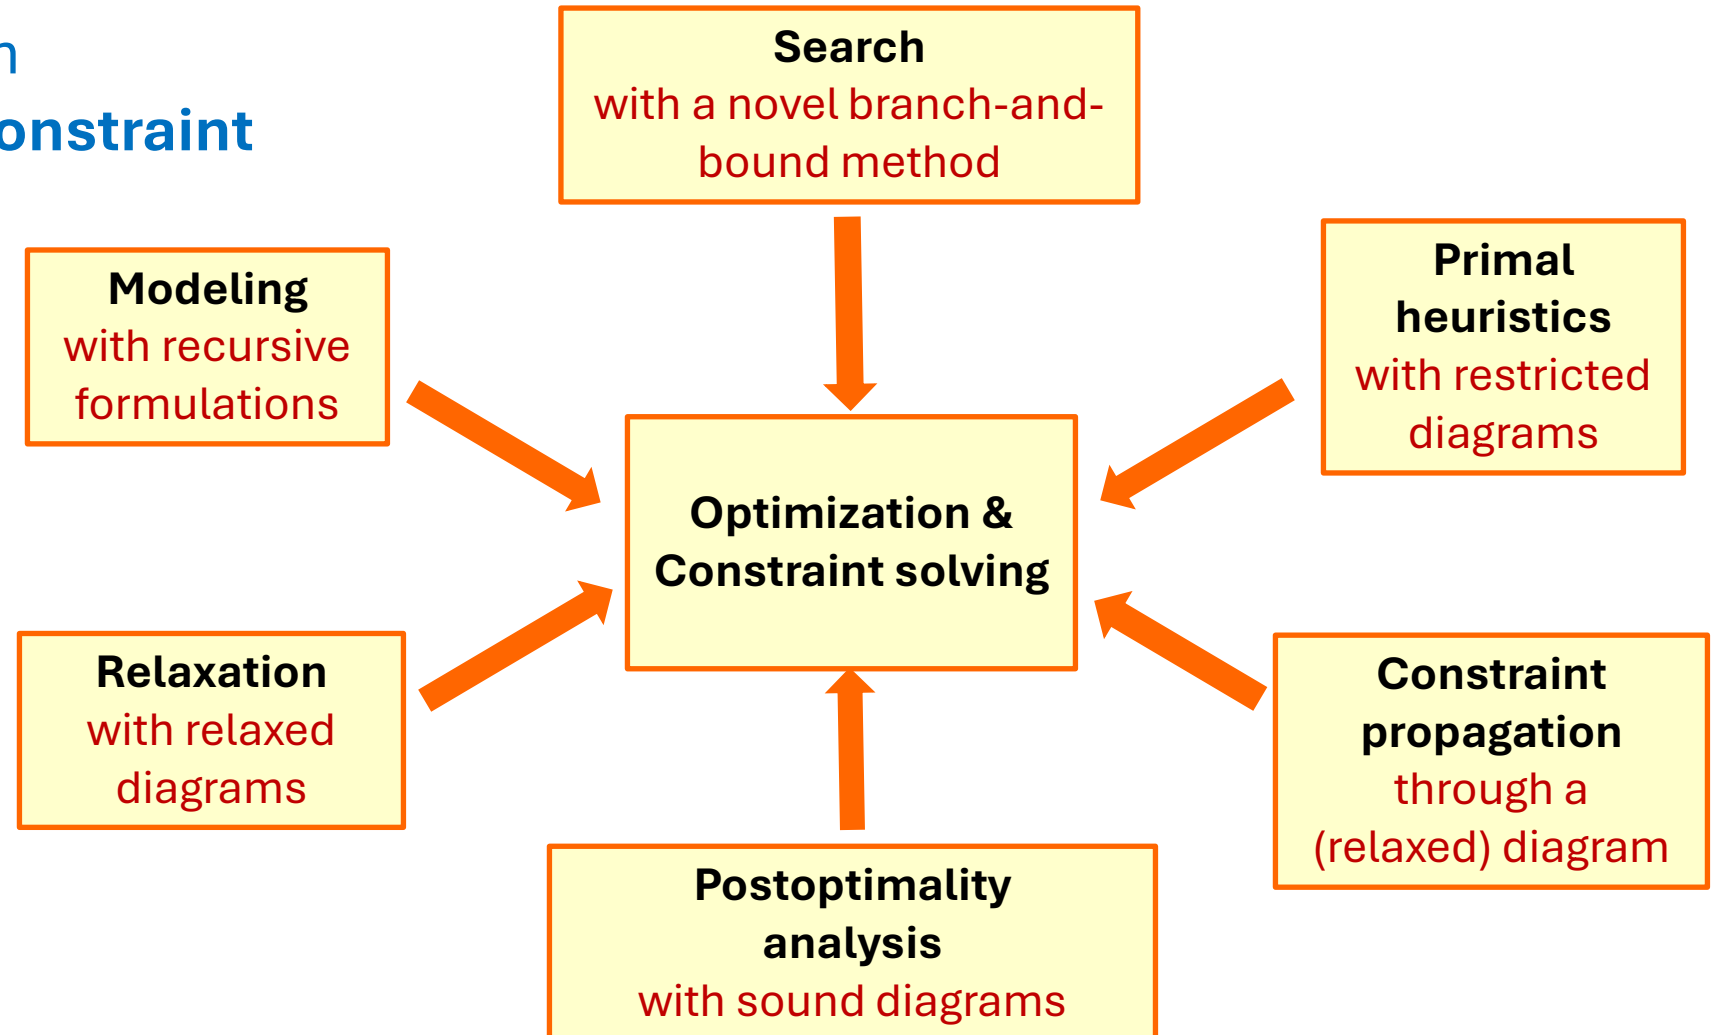 n
onstraint
Search
with a novel branch-and-
bound method
Modeling
with recursive
formulations
Primal
heuristics
with restricted
diagrams
Optimization &
Constraint solving
Relaxation
with relaxed
diagrams
Constraint
propagation
through a
(relaxed) diagram
Postoptimality
analysis
with sound diagrams